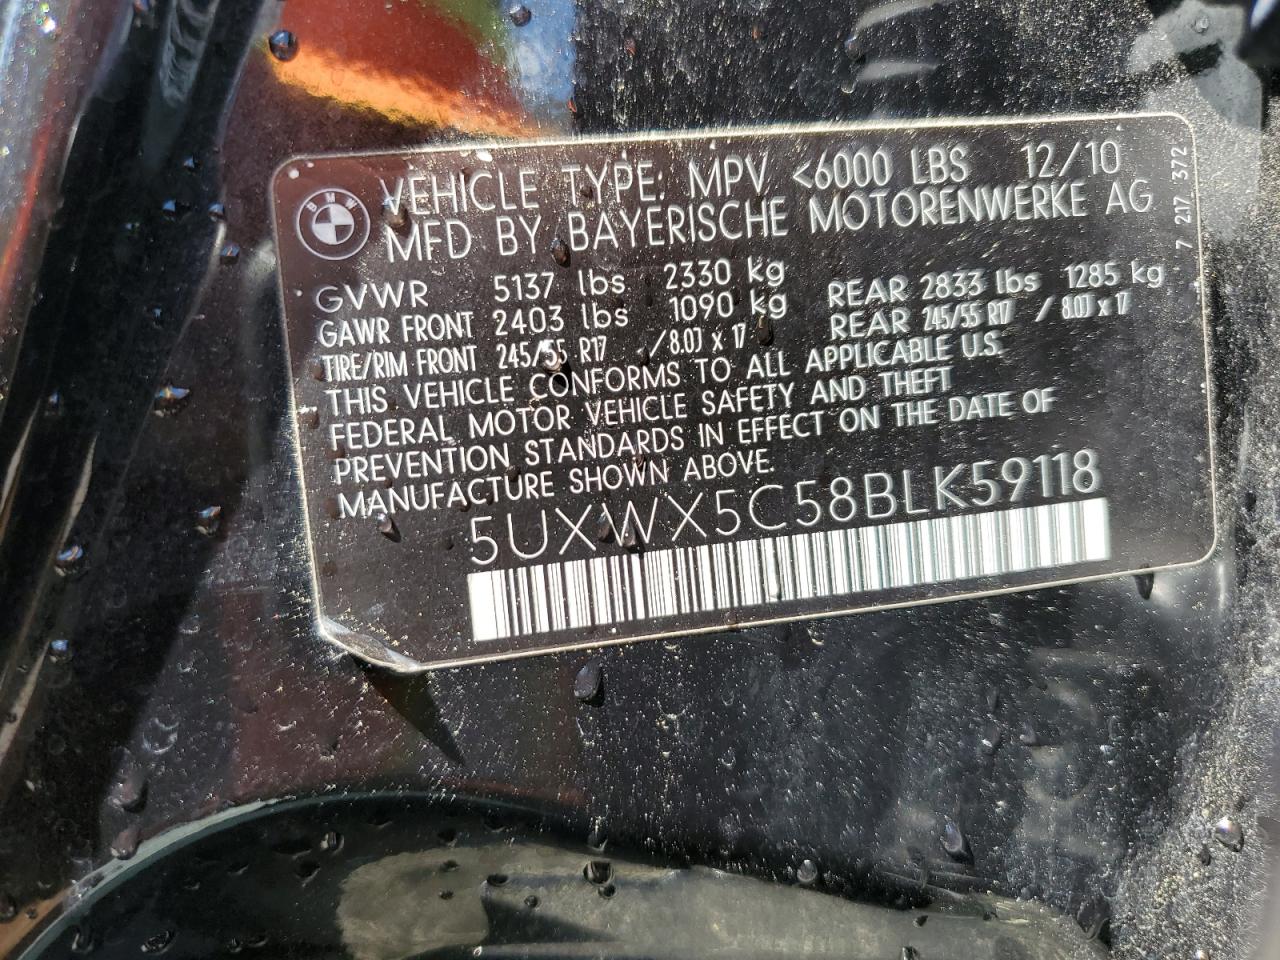 BMW
VEHICLE TYPE: MPV <6000 LBS 12/10
MFD BY BAYERISCHE MOTORENWERKE AG
GVWR 5137 lbs 2330 kg
GAWR FRONT 2403 lbs 1090 kg REAR 2833 lbs 1285 kg
TIRE/RIM FRONT 245/55 R17 /8.0J x 17 REAR 245/55 R17 / 8.0J x 17
THIS VEHICLE CONFORMS TO ALL APPLICABLE U.S.
FEDERAL MOTOR VEHICLE SAFETY AND THEFT
PREVENTION STANDARDS IN EFFECT ON THE DATE OF
MANUFACTURE SHOWN ABOVE.
5UXWX5C58BLK59118
7 217 372